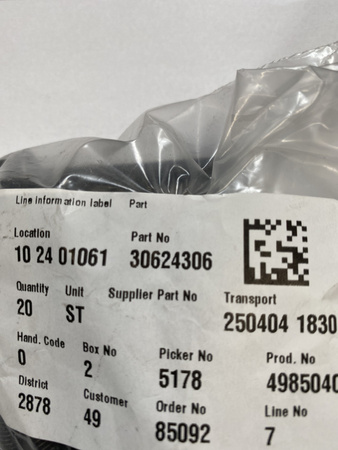 Line information label Part
Location Part No
10 24 01061 30624306
Quantity Unit Supplier Part No Transport
20 ST 250404 1830
Hand. Code Box No Picker No Prod. No
0 2 5178 4985040
District Customer Order No Line No
2878 49 85092 7